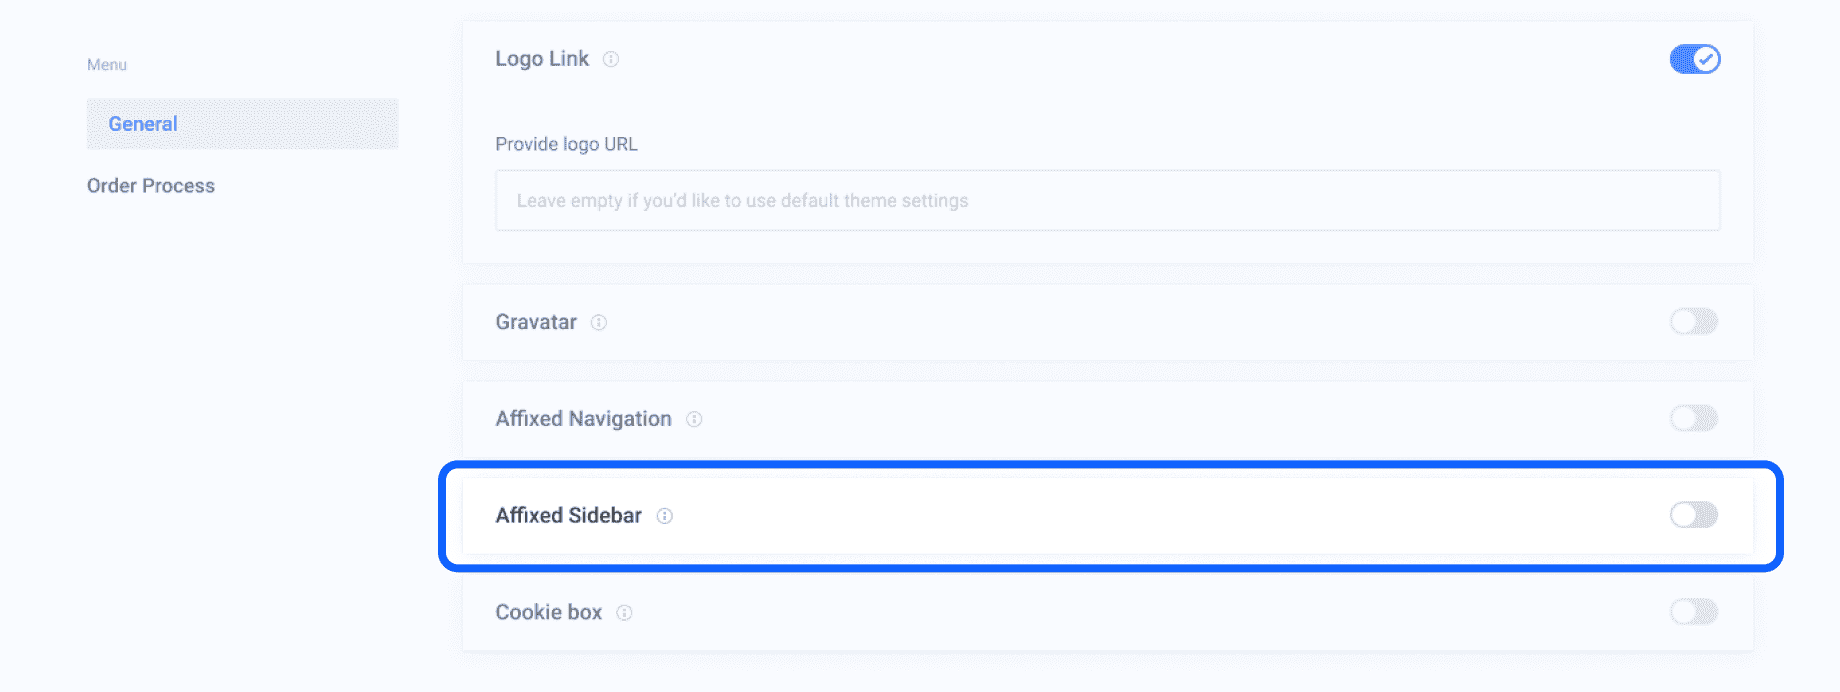 Menu
General
Order Process
Logo Link
Provide logo URL
Leave empty if you'd like to use default theme settings
Gravatar
Affixed Navigation
Affixed Sidebar
Cookie box